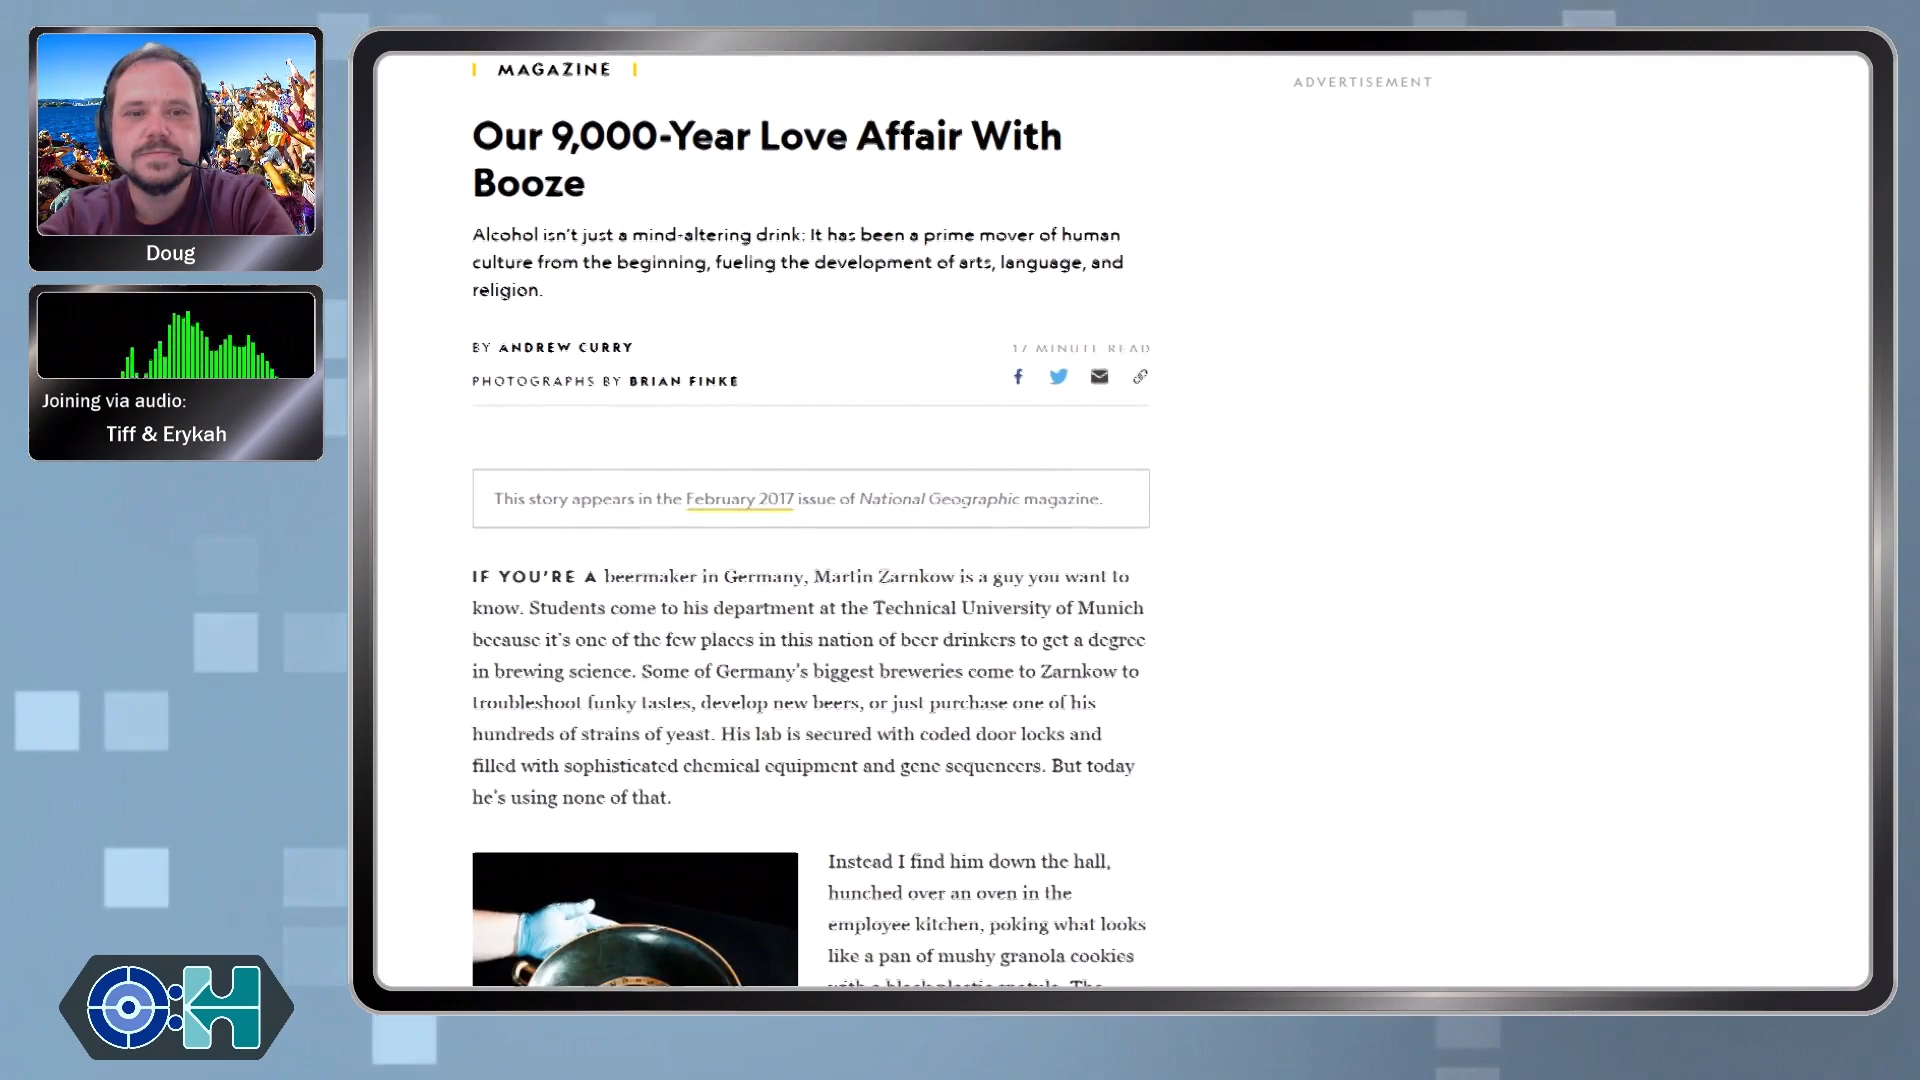 Doug
Joining via audio:
Tiff & Erykah
MAGAZINE
ADVERTISEMENT
Our 9,000-Year Love Affair With
Booze
Alcohol isn't just a mind-altering drink: It has been a prime mover of human
culture from the beginning, fueling the development of arts, language, and
religion.
BY ANDREW CURRY
17 MINUTE READ
PHOTOGRAPHS BY BRIAN FINKE
This story appears in the February 2017 issue of National Geographic magazine.
IF YOU'RE A beermaker in Germany, Martin Zarnkow is a guy you want to
know. Students come to his department at the Technical University of Munich
because it's one of the few places in this nation of beer drinkers to get a degree
in brewing science. Some of Germany's biggest breweries come to Zarnkow to
troubleshoot funky tastes, develop new beers, or just purchase one of his
hundreds of strains of yeast. His lab is secured with coded door locks and
filled with sophisticated chemical equipment and gene sequencers. But today
he's using none of that.
Instead I find him down the hall,
hunched over an oven in the
employee kitchen, poking what looks
like a pan of mushy granola cookies
with a black plastic spatula. The